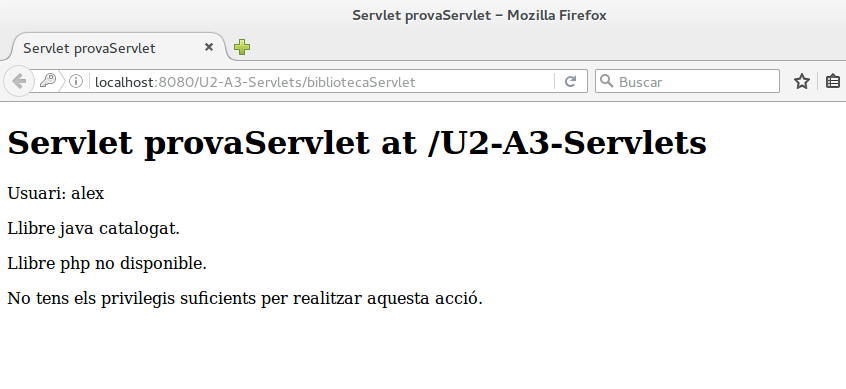 Servlet provaServlet – Mozilla Firefox
Servlet provaServlet
localhost:8080/U2-A3-Servlets/bibliotecaServlet
Buscar
Servlet provaServlet at /U2-A3-Servlets
Usuari: alex
Llibre java catalogat.
Llibre php no disponible.
No tens els privilegis suficients per realitzar aquesta acció.